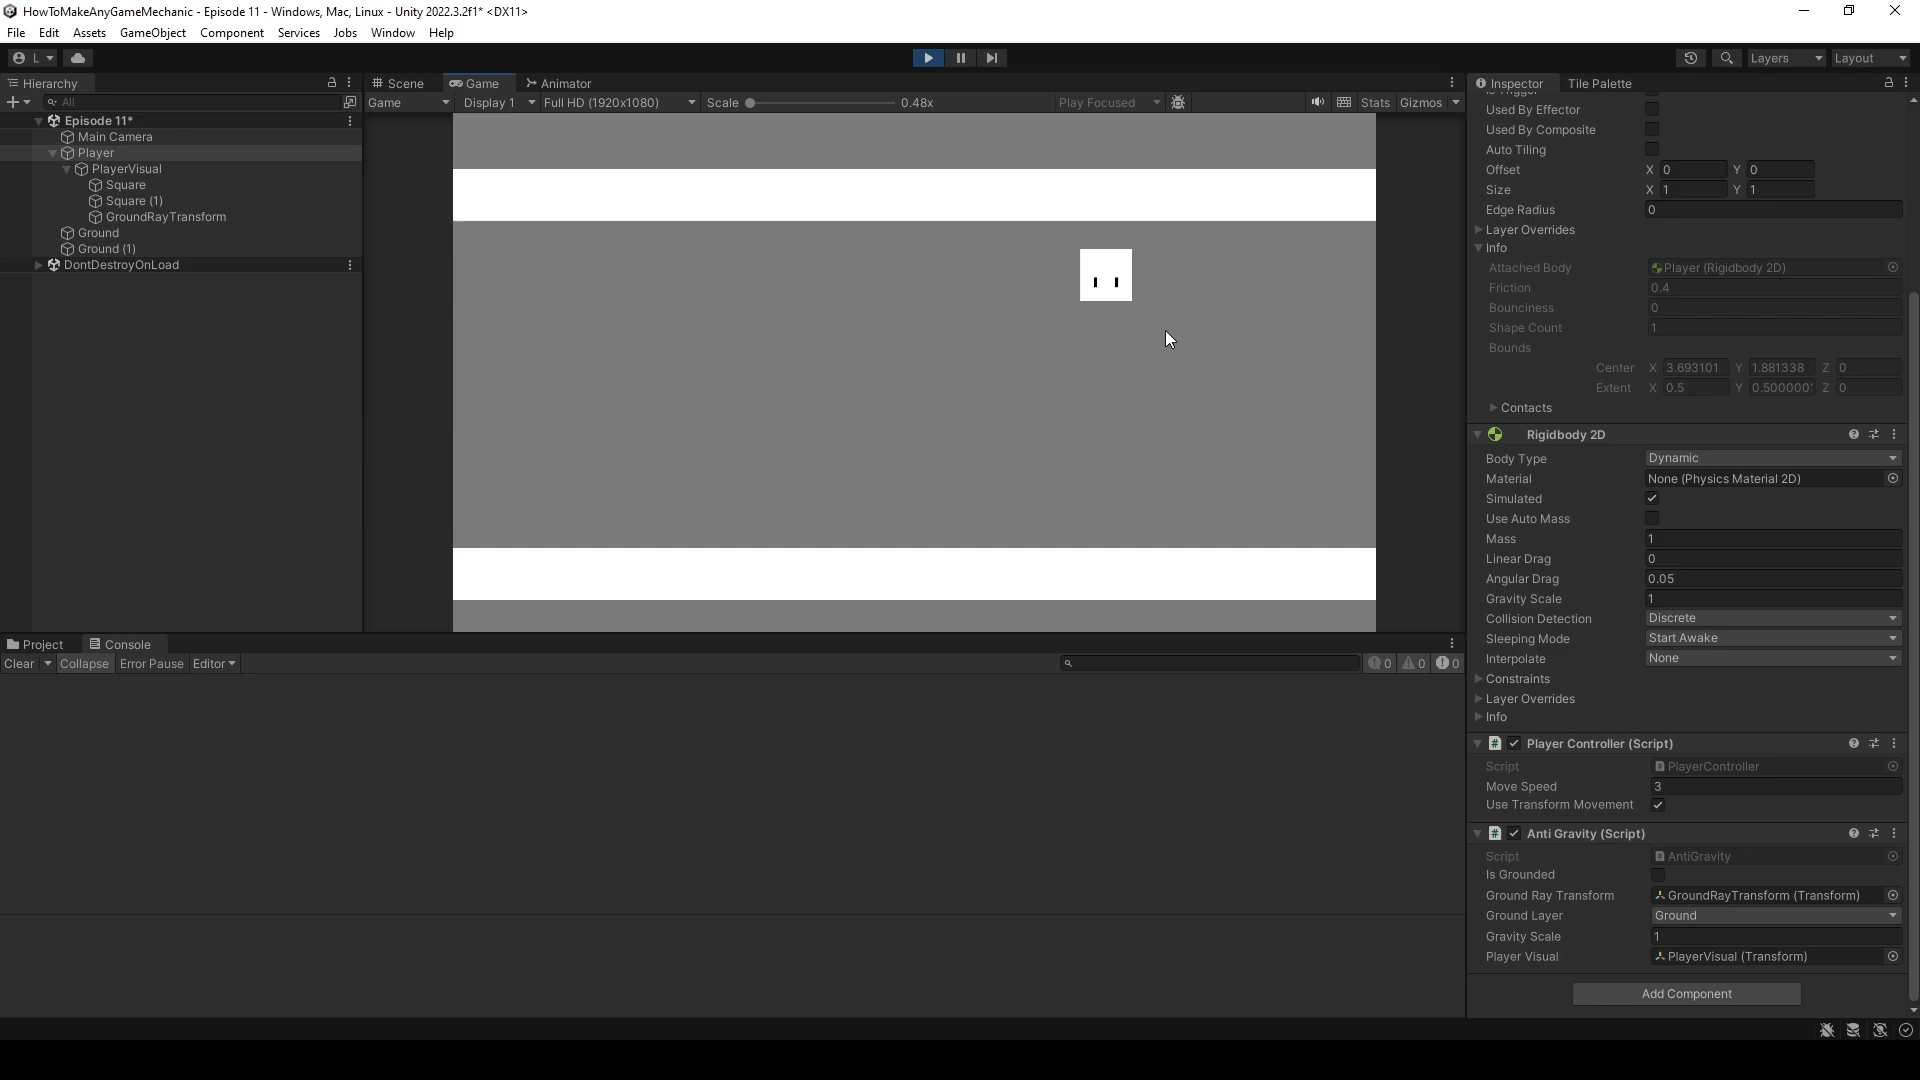 HowToMakeAnyGameMechanic - Episode 11 - Windows, Mac, Linux - Unity 2022.3.2f1* <DX11>
File Edit Assets GameObject Component Services Jobs Window Help
L Layers Layout
Hierarchy Scene Game Animator Inspector Tile Palette
All Game Display 1 Full HD (1920x1080) Scale 0.48x Play Focused Stats Gizmos
Episode 11*
Main Camera
Player
PlayerVisual
Square
Square (1)
GroundRayTransform
Ground
Ground (1)
DontDestroyOnLoad
Used By Effector
Used By Composite
Auto Tiling
Offset X 0 Y 0
Size X 1 Y 1
Edge Radius 0
Layer Overrides
Info
Attached Body Player (Rigidbody 2D)
Friction 0.4
Bounciness 0
Shape Count 1
Bounds
Center X 3.693101 Y 1.881338 Z 0
Extent X 0.5 Y 0.500000 Z 0
Contacts
Rigidbody 2D
Body Type Dynamic
Material None (Physics Material 2D)
Simulated
Use Auto Mass
Mass 1
Linear Drag 0
Angular Drag 0.05
Gravity Scale 1
Collision Detection Discrete
Sleeping Mode Start Awake
Interpolate None
Constraints
Layer Overrides
Info
Player Controller (Script)
Script PlayerController
Move Speed 3
Use Transform Movement
Anti Gravity (Script)
Script AntiGravity
Is Grounded
Ground Ray Transform GroundRayTransform (Transform)
Ground Layer Ground
Gravity Scale 1
Player Visual PlayerVisual (Transform)
Add Component
Project Console
Clear Collapse Error Pause Editor 0 0 0